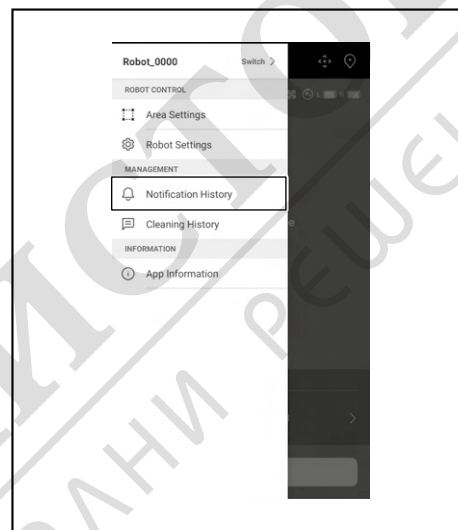 Robot_0000 Switch >
ROBOT CONTROL
Area Settings
Robot Settings
MANAGEMENT
Notification History
Cleaning History
INFORMATION
App Information